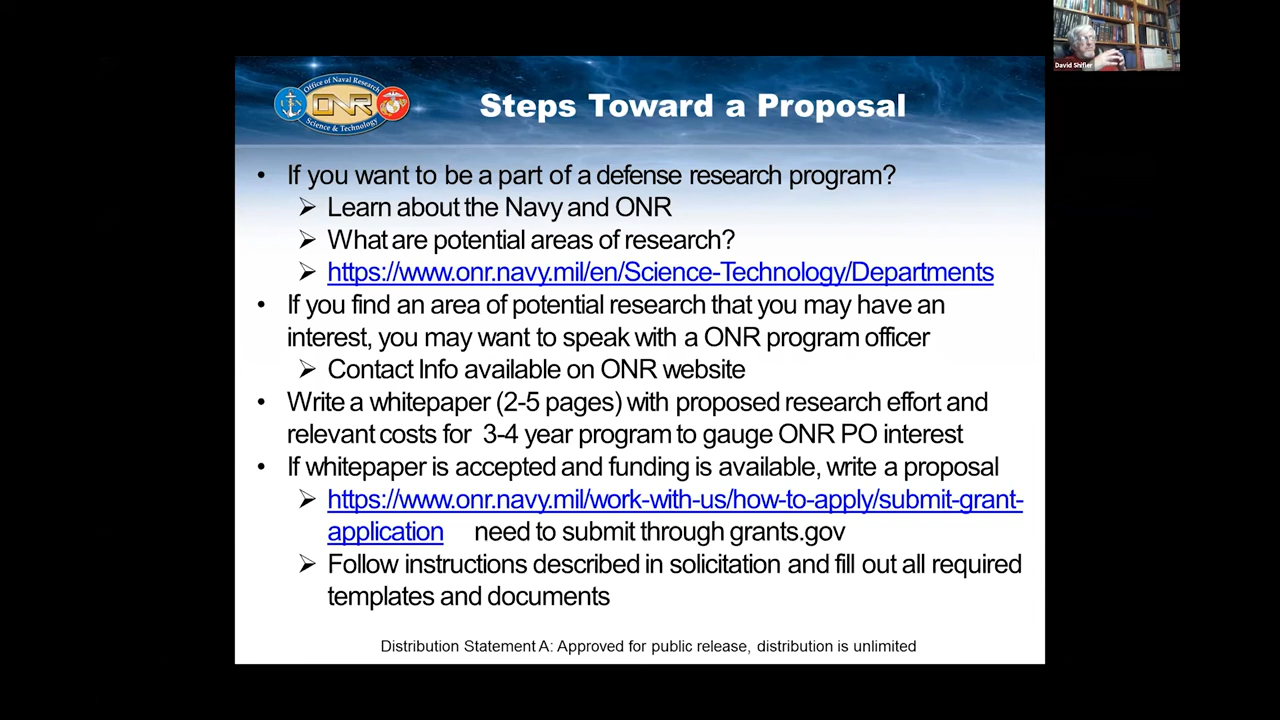 David Shifler
Office of Naval Research
ONR
Science & Technology
Steps Toward a Proposal
• If you want to be a part of a defense research program?
➢ Learn about the Navy and ONR
➢ What are potential areas of research?
➢ https://www.onr.navy.mil/en/Science-Technology/Departments
• If you find an area of potential research that you may have an
interest, you may want to speak with a ONR program officer
➢ Contact Info available on ONR website
• Write a whitepaper (2-5 pages) with proposed research effort and
relevant costs for 3-4 year program to gauge ONR PO interest
• If whitepaper is accepted and funding is available, write a proposal
➢ https://www.onr.navy.mil/work-with-us/how-to-apply/submit-grant-
application need to submit through grants.gov
➢ Follow instructions described in solicitation and fill out all required
templates and documents
Distribution Statement A: Approved for public release, distribution is unlimited